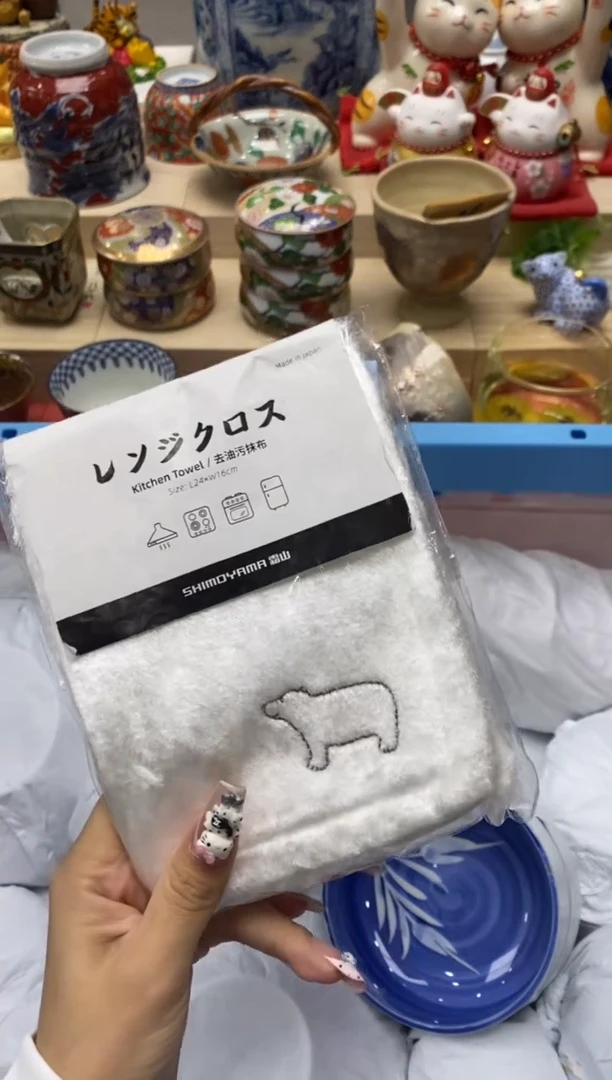 Made in Japan
レンジクロス
Kitchen Towel / 去油污抹布
Size: L24×W16cm
SHIMOYAMA 霜山